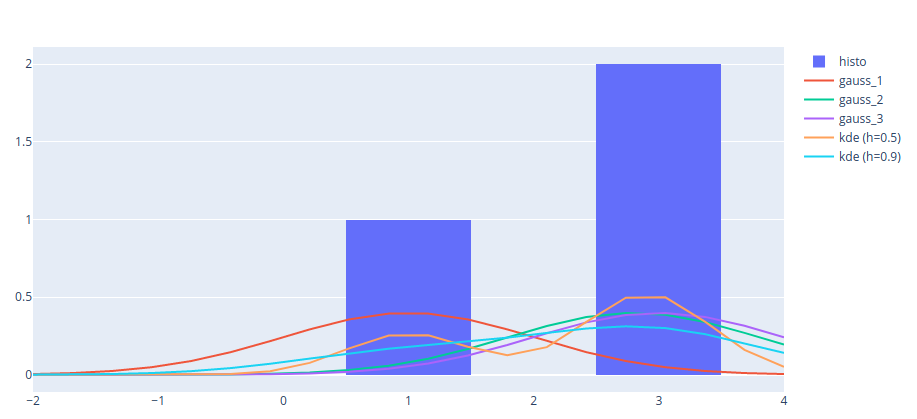 2
1.5
1
0.5
0
−2
−1
0
1
2
3
4
histo
gauss_1
gauss_2
gauss_3
kde (h=0.5)
kde (h=0.9)